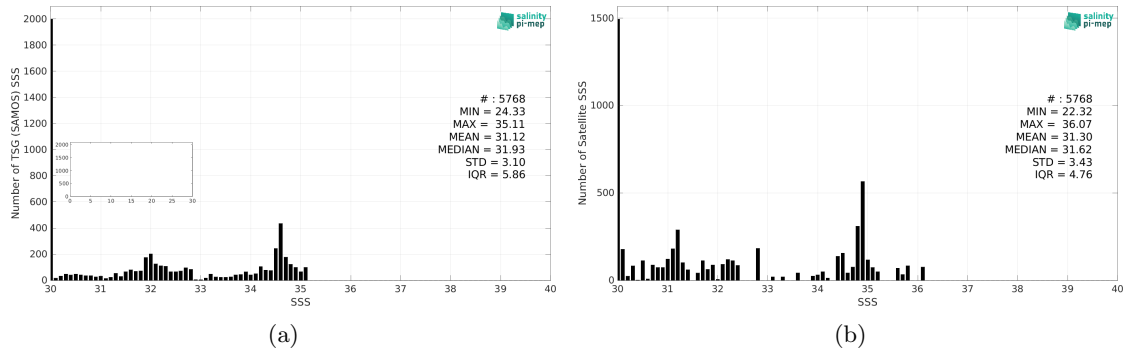 2000
1800
1600
1400
1200
1000
800
600
400
200
0
Number of TSG (SAMOS) SSS
salinity
pi-mep
# : 5768
MIN = 24.33
MAX = 35.11
MEAN = 31.12
MEDIAN = 31.93
STD = 3.10
IQR = 5.86
2000
1500
1000
500
0
0 5 10 15 20 25 30
30 31 32 33 34 35 36 37 38 39 40
SSS
(a)
1500
1000
500
0
Number of Satellite SSS
salinity
pi-mep
# : 5768
MIN = 22.32
MAX = 36.07
MEAN = 31.30
MEDIAN = 31.62
STD = 3.43
IQR = 4.76
30 31 32 33 34 35 36 37 38 39 40
SSS
(b)